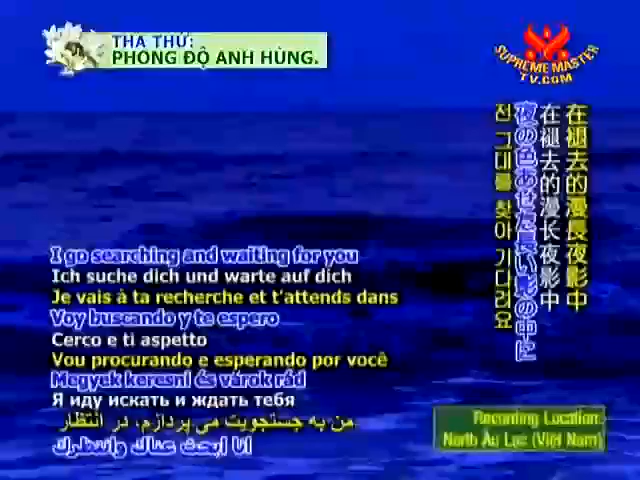 THA THỨ:
PHONG ĐỘ ANH HÙNG.
SUPREME MASTER
TV.COM
在褪去的漫長夜影中
在褪去的漫长夜影中
夜の色あせた長い影の中に
전 그대를 찾아 기다려요
I go searching and waiting for you
Ich suche dich und warte auf dich
Je vais à ta recherche et t'attends dans
Voy buscando y te espero
Cerco e ti aspetto
Vou procurando e esperando por você
Megyek keresni és várok rád
Я иду искать и ждать тебя
من به جستجویت می پردازم، در انتظار
انا ابحث عناك وانتظرك
Recording Location:
North Âu Lạc (Việt Nam)